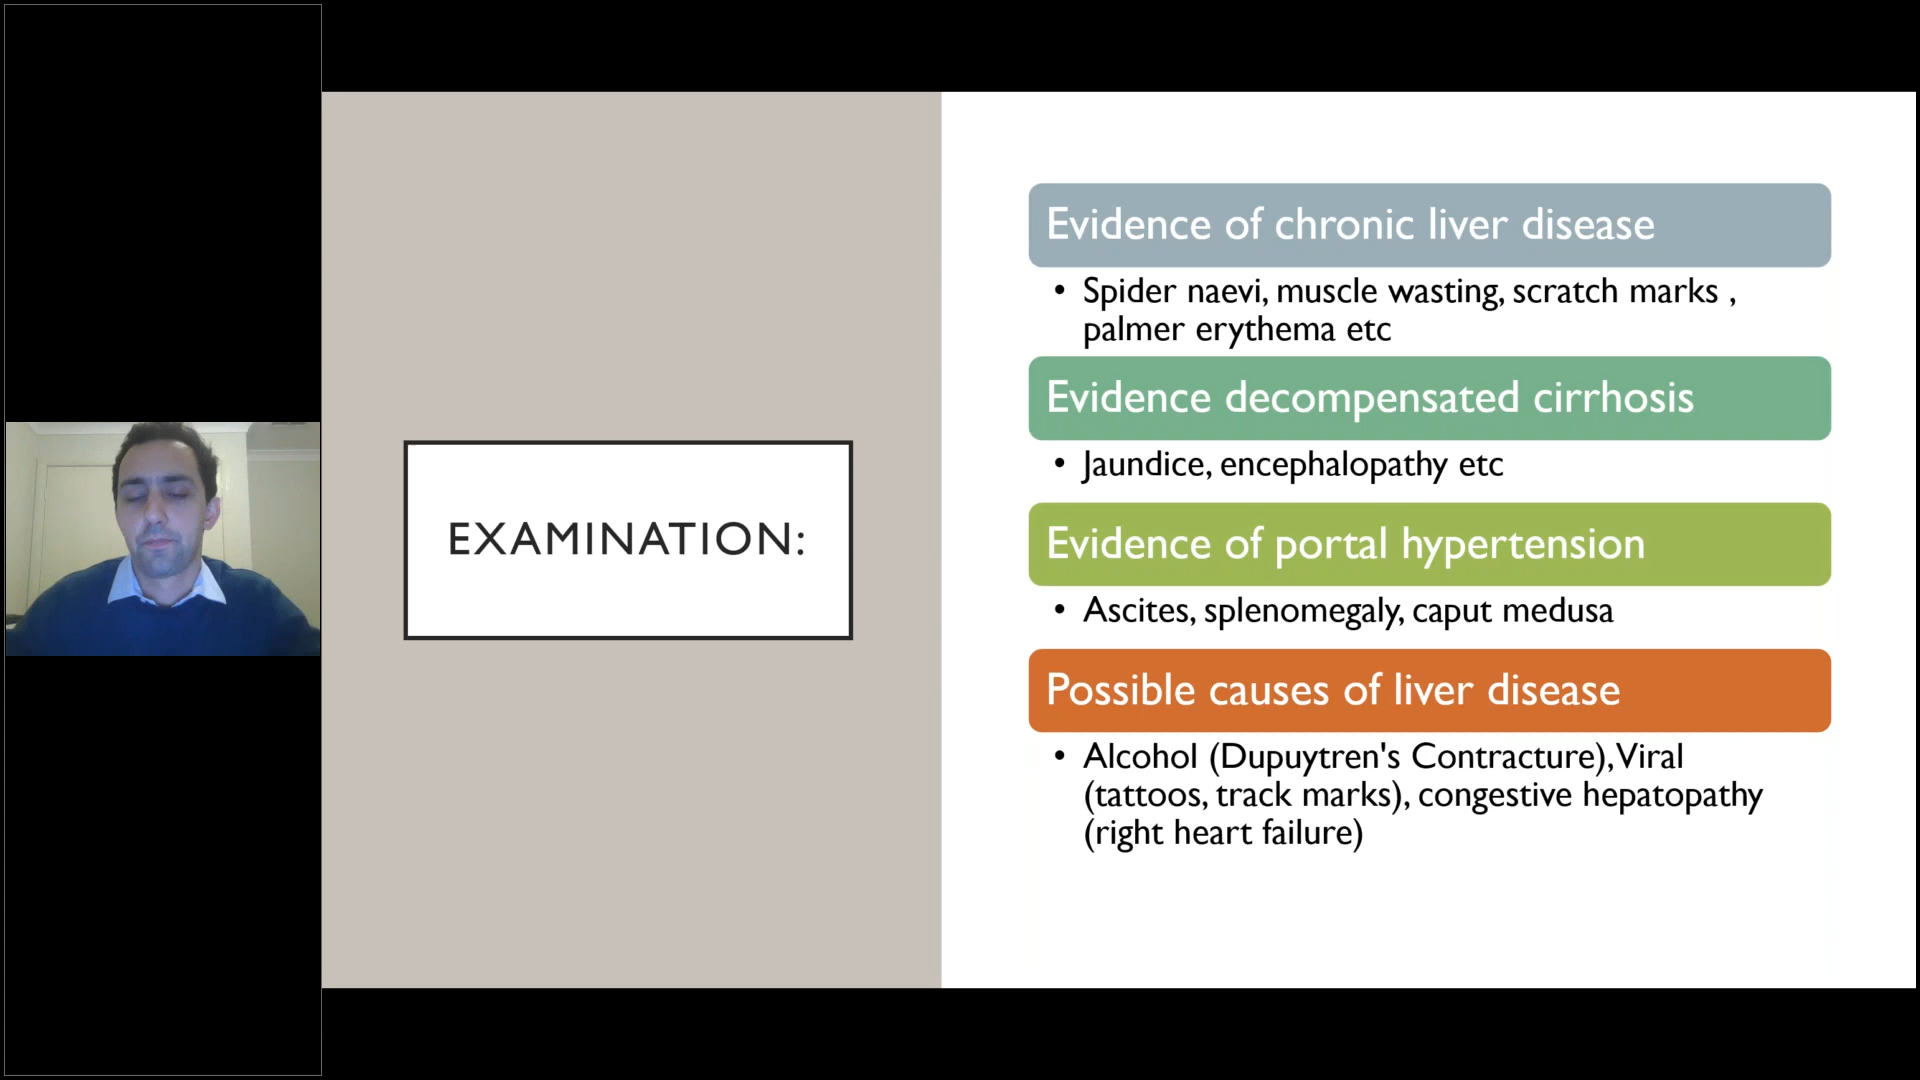 EXAMINATION:
Evidence of chronic liver disease
• Spider naevi, muscle wasting, scratch marks ,
palmer erythema etc
Evidence decompensated cirrhosis
• Jaundice, encephalopathy etc
Evidence of portal hypertension
• Ascites, splenomegaly, caput medusa
Possible causes of liver disease
• Alcohol (Dupuytren's Contracture), Viral
(tattoos, track marks), congestive hepatopathy
(right heart failure)